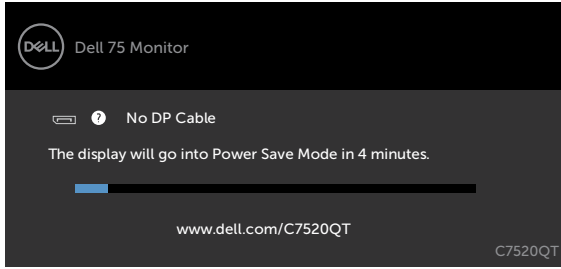 DELL Dell 75 Monitor
? No DP Cable
The display will go into Power Save Mode in 4 minutes.
www.dell.com/C7520QT
C7520QT